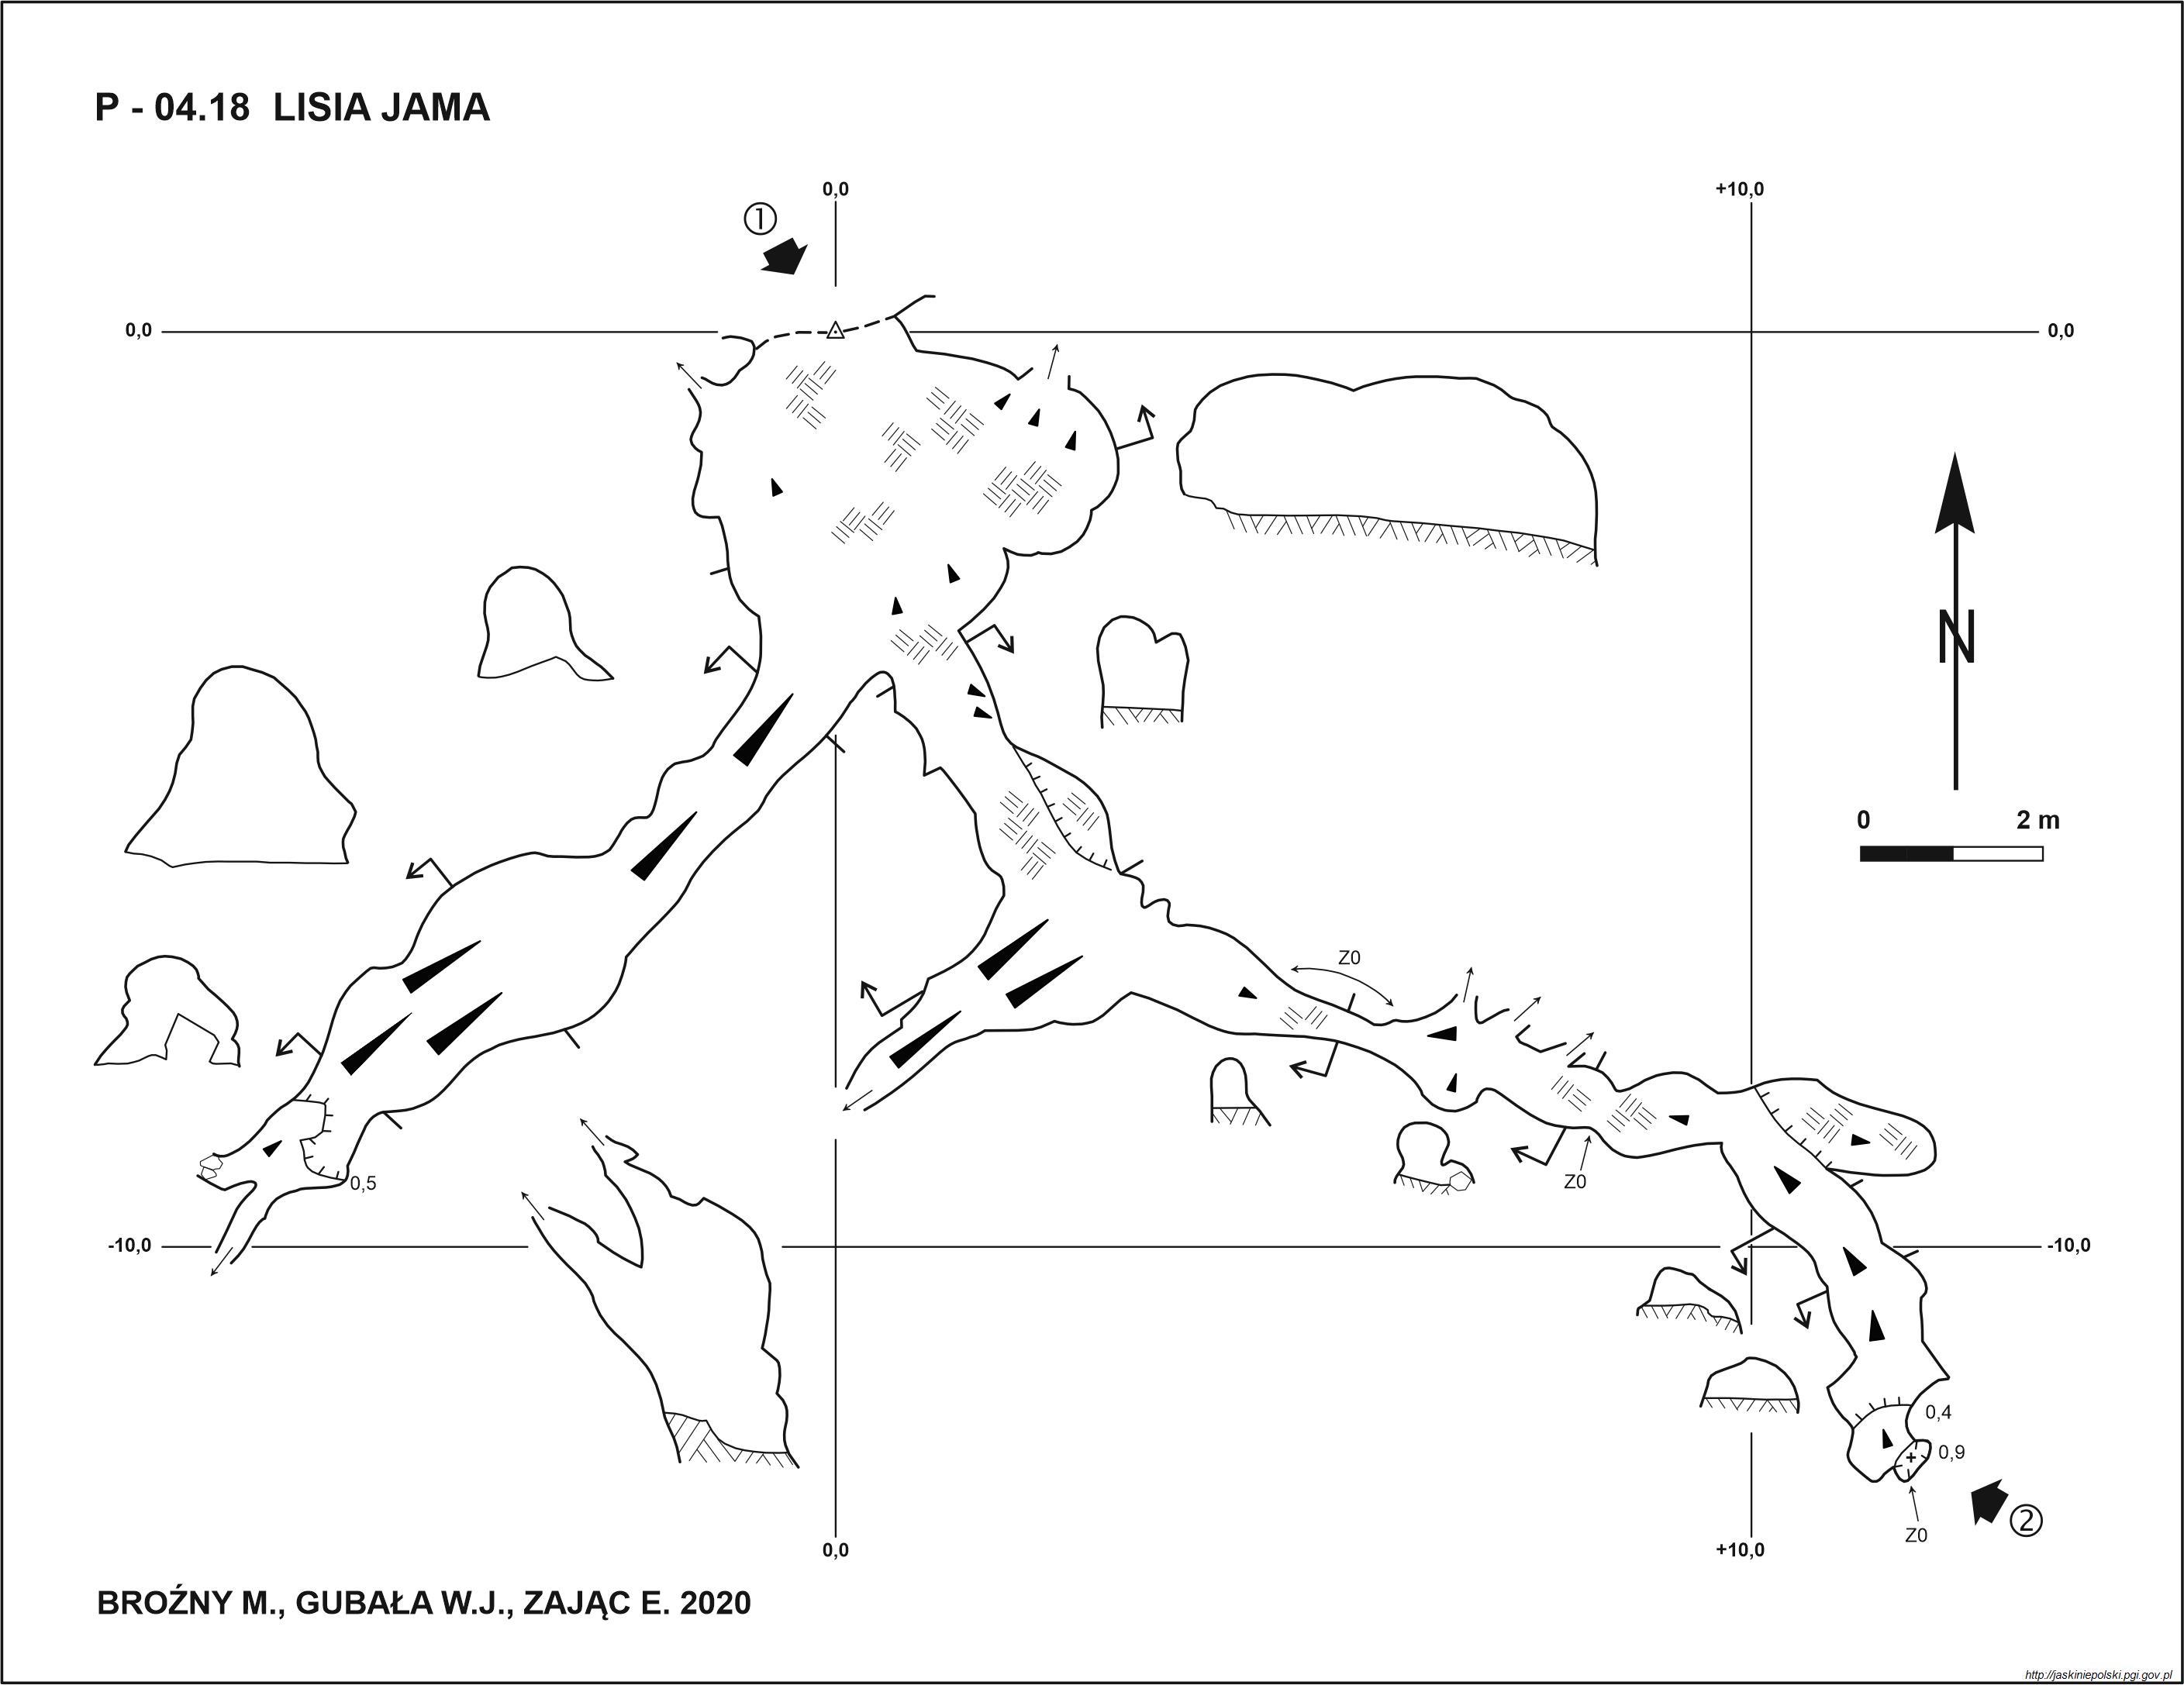 P - 04.18 LISIA JAMA
0,0
+10,0
①
0,0
0,0
N
0
2 m
Z0
0,5
Z0
-10,0
-10,0
0,4
0,9
②
Z0
0,0
+10,0
BROŹNY M., GUBAŁA W.J., ZAJĄC E. 2020
http://jaskiniepolski.pgi.gov.pl